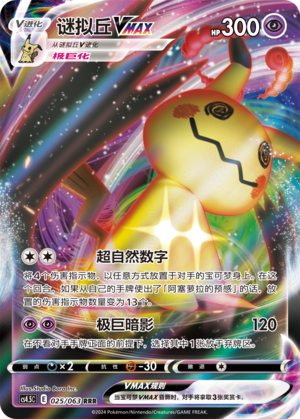 V进化
谜拟丘VMAX
HP300
从谜拟丘V进化
极巨化
超自然数字
将4个伤害指示物,以任意方式放置于对手的宝可梦身上。在这个回合,如果从自己的手牌使出了「阿塞萝拉的预感」的话,放置的伤害指示物数量变为13个。
极巨暗影 120
在不看对手手牌正面的前提下,选择其中1张放于弃牌区。
弱点 ×2 抗性 -30 撤退
VMAX规则
当宝可梦VMAX昏厥时,对手将拿取3张奖赏卡。
Illus.Studio Bora Inc.
CS4.5C E 025/063 RRR
©2024 Pokémon/Nintendo/Creatures/GAME FREAK.